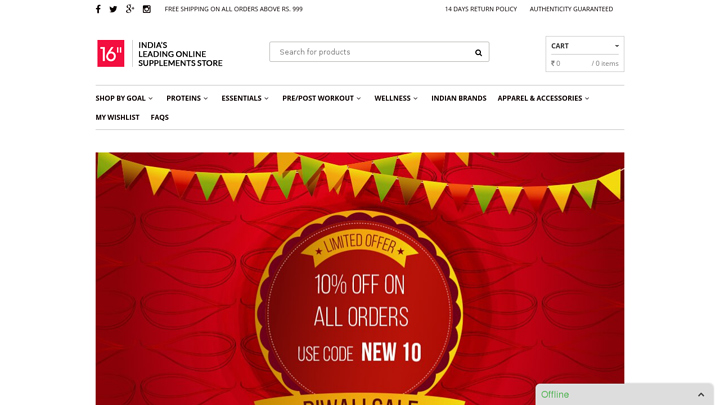 FREE SHIPPING ON ALL ORDERS ABOVE RS. 999
14 DAYS RETURN POLICY
AUTHENTICITY GUARANTEED
16"
INDIA'S
LEADING ONLINE
SUPPLEMENTS STORE
Search for products
CART
₹ 0 / 0 items
SHOP BY GOAL PROTEINS ESSENTIALS PRE/POST WORKOUT WELLNESS INDIAN BRANDS APPAREL & ACCESSORIES
MY WISHLIST FAQS
LIMITED OFFER
10% OFF ON
ALL ORDERS
USE CODE NEW 10
DIWALI SALE
Offline